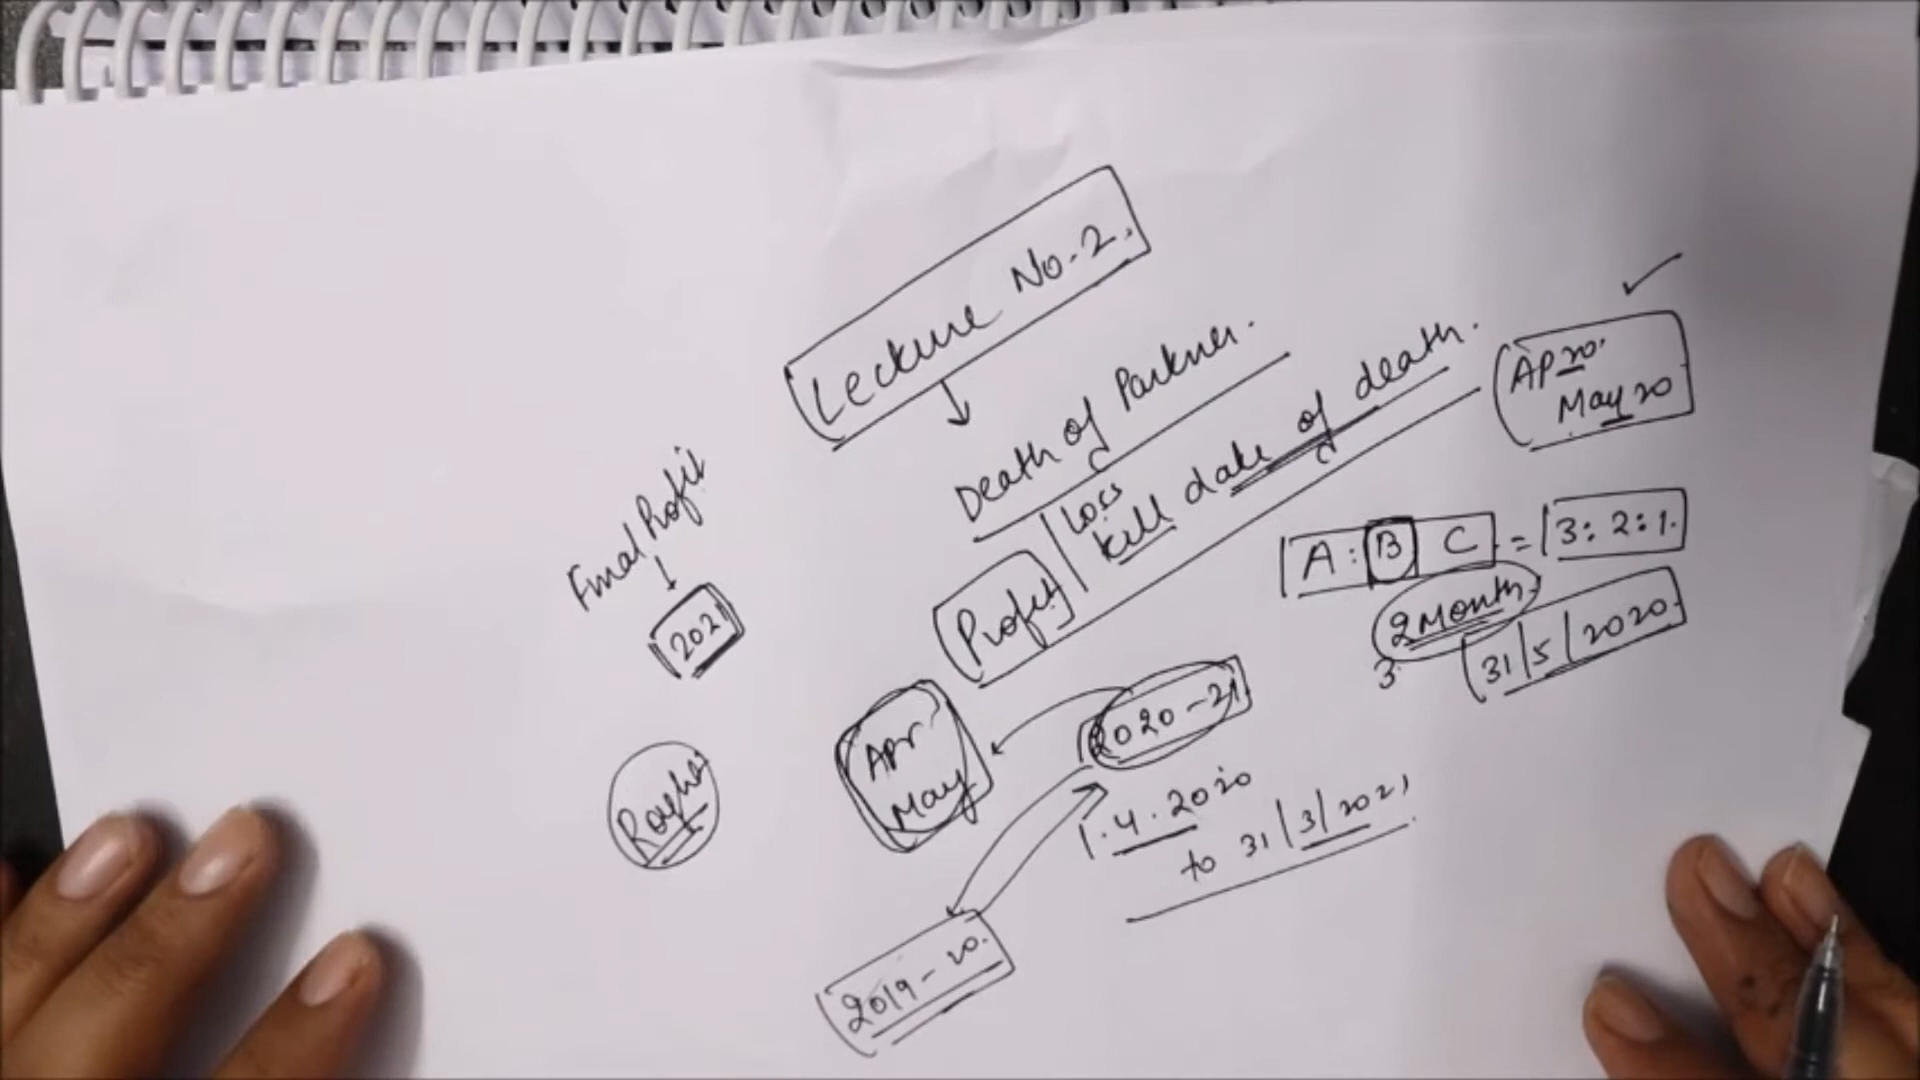 Lecture No-2.
Death of Partner.
Profit | Loss
till date of death.
AP 20.
May 20
A : B C = 3 : 2 : 1.
2 Month
3.
31/5/2020.
Final Profit
2021
2020-21
Apr
May
1.4.2020
to 31/3/2021
2019-20.